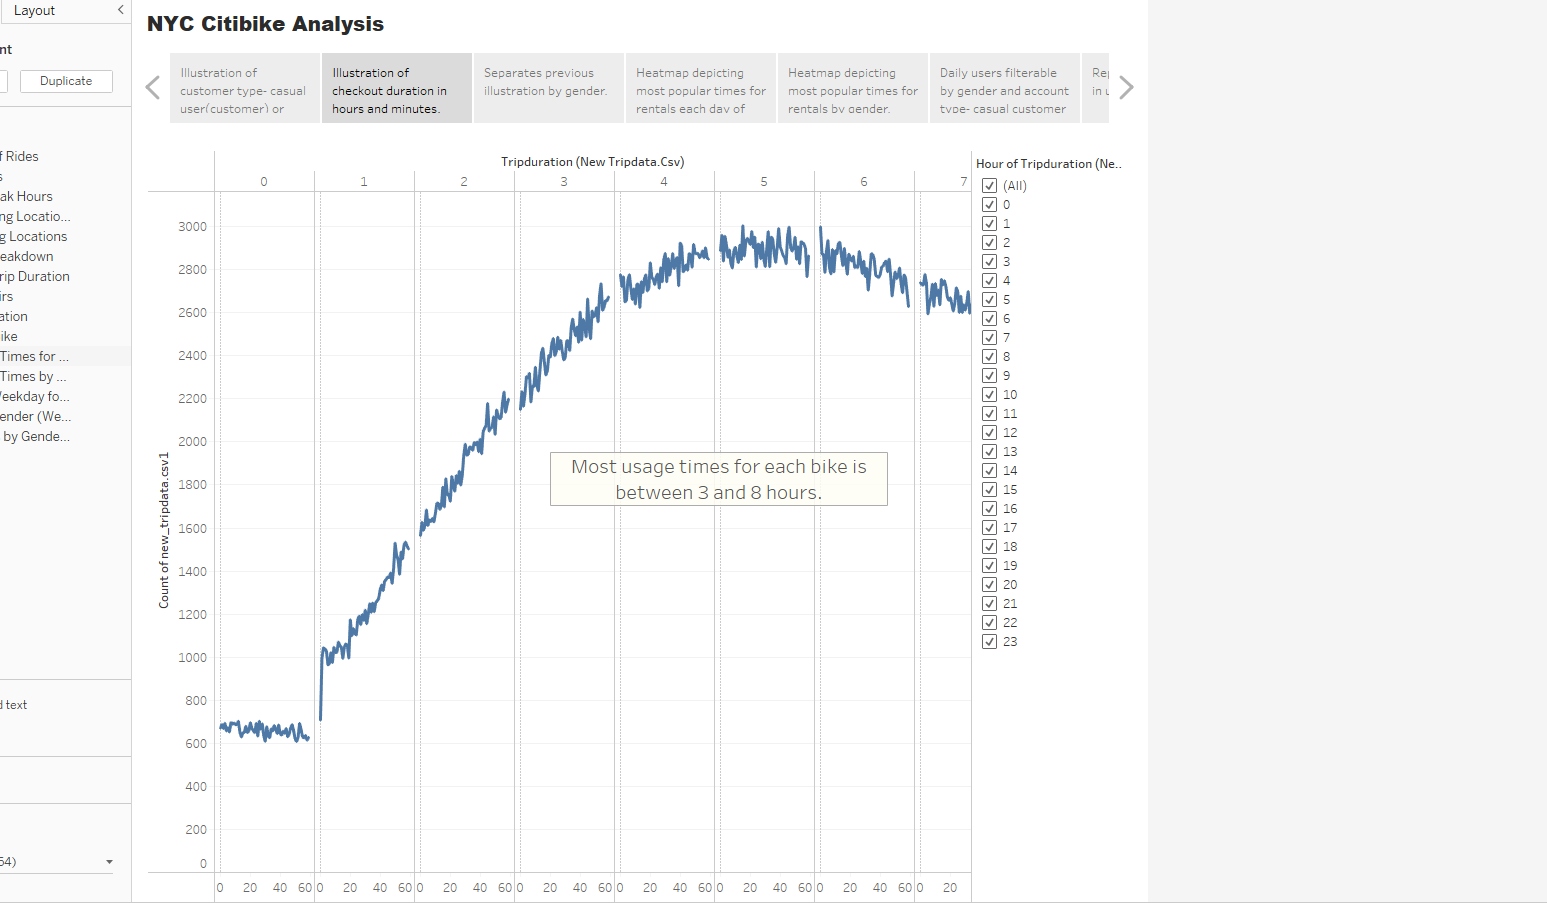 Layout
NYC Citibike Analysis
nt
Duplicate
Illustration of
customer type- casual
user(customer) or
Illustration of
checkout duration in
hours and minutes.
Separates previous
illustration by gender.
Heatmap depicting
most popular times for
rentals each day of
Heatmap depicting
most popular times for
rentals by gender.
Daily users filterable
by gender and account
type- casual customer
Rep
in u
f Rides
s
ak Hours
ng Locatio...
g Locations
eakdown
rip Duration
irs
ation
ike
Times for ...
Times by ...
Weekday fo...
ender (We...
by Gende...
d text
64)
Tripduration (New Tripdata.Csv)
0 1 2 3 4 5 6 7
Count of new_tripdata.csv1
3000
2800
2600
2400
2200
2000
1800
1600
1400
1200
1000
800
600
400
200
0
Most usage times for each bike is
between 3 and 8 hours.
0 20 40 60 0 20 40 60 0 20 40 60 0 20 40 60 0 20 40 60 0 20 40 60 0 20 40 60 0 20
Hour of Tripduration (Ne..
(All)
0
1
2
3
4
5
6
7
8
9
10
11
12
13
14
15
16
17
18
19
20
21
22
23